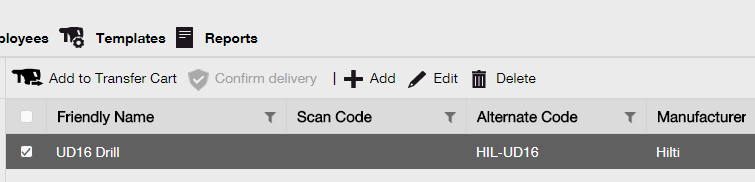 ployees Templates Reports
Add to Transfer Cart Confirm delivery | Add Edit Delete
Friendly Name Scan Code Alternate Code Manufacturer
UD16 Drill HIL-UD16 Hilti